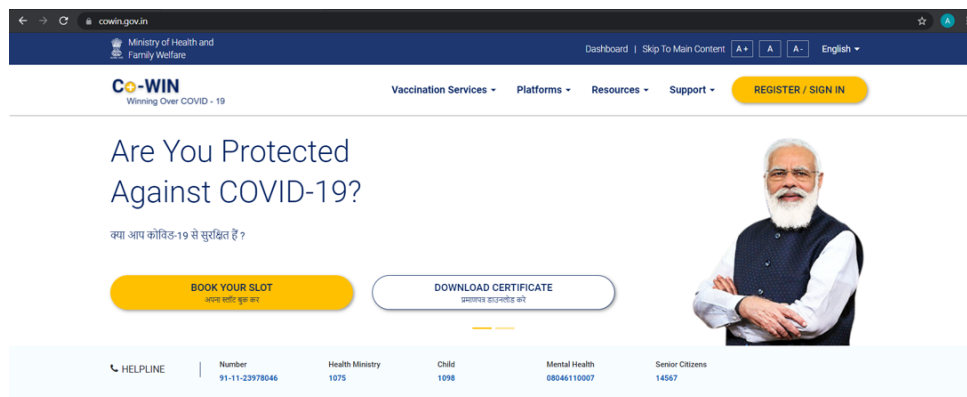 cowin.gov.in
A
Ministry of Health and
Family Welfare
Dashboard | Skip To Main Content A+ A A- English
Co-WIN
Winning Over COVID - 19
Vaccination Services Platforms Resources Support REGISTER / SIGN IN
Are You Protected
Against COVID-19?
क्या आप कोविड-19 से सुरक्षित हैं ?
BOOK YOUR SLOT
अपना स्लॉट बुक कर
DOWNLOAD CERTIFICATE
प्रमाणपत्र डाउनलोड करे
HELPLINE
Number Health Ministry Child Mental Health Senior Citizens
91-11-23978046 1075 1098 08046110007 14567